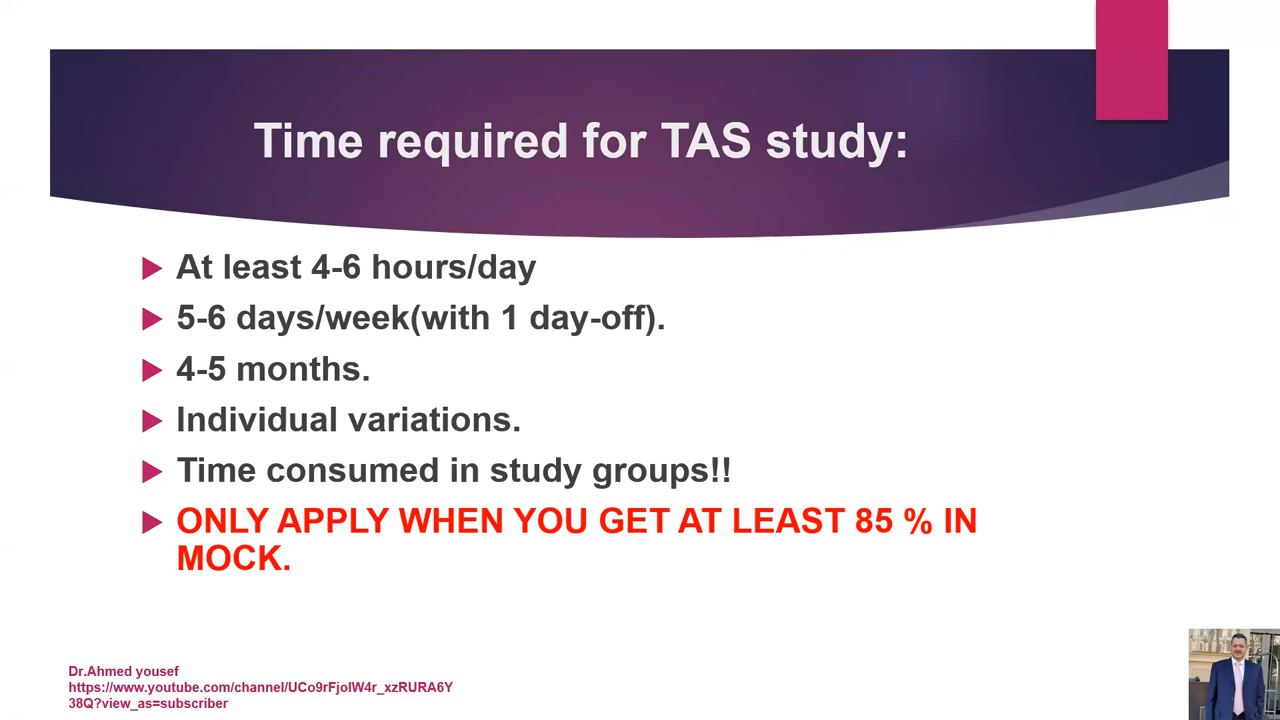 Time required for TAS study:
At least 4-6 hours/day
5-6 days/week(with 1 day-off).
4-5 months.
Individual variations.
Time consumed in study groups!!
ONLY APPLY WHEN YOU GET AT LEAST 85 % IN
MOCK.
Dr.Ahmed yousef
https://www.youtube.com/channel/UCo9rFjoIW4r_xzRURA6Y
38Q?view_as=subscriber